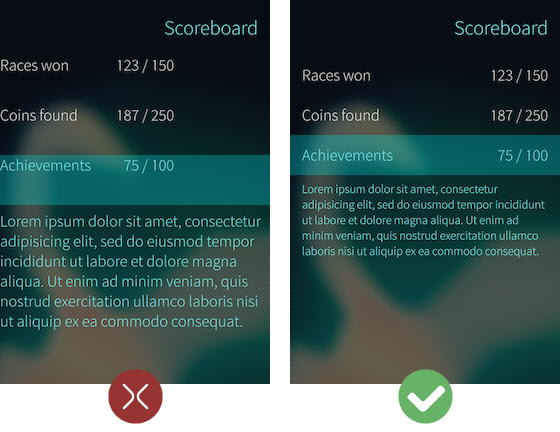 Scoreboard
Races won 123 / 150
Coins found 187 / 250
Achievements 75 / 100
Lorem ipsum dolor sit amet, consectetur
adipisicing elit, sed do eiusmod tempor
incididunt ut labore et dolore magna
aliqua. Ut enim ad minim veniam, quis
nostrud exercitation ullamco laboris nisi
ut aliquip ex ea commodo consequat.
Scoreboard
Races won 123 / 150
Coins found 187 / 250
Achievements 75 / 100
Lorem ipsum dolor sit amet, consectetur
adipisicing elit, sed do eiusmod tempor incididunt
ut labore et dolore magna aliqua. Ut enim ad
minim veniam, quis nostrud exercitation ullamco
laboris nisi ut aliquip ex ea commodo consequat.